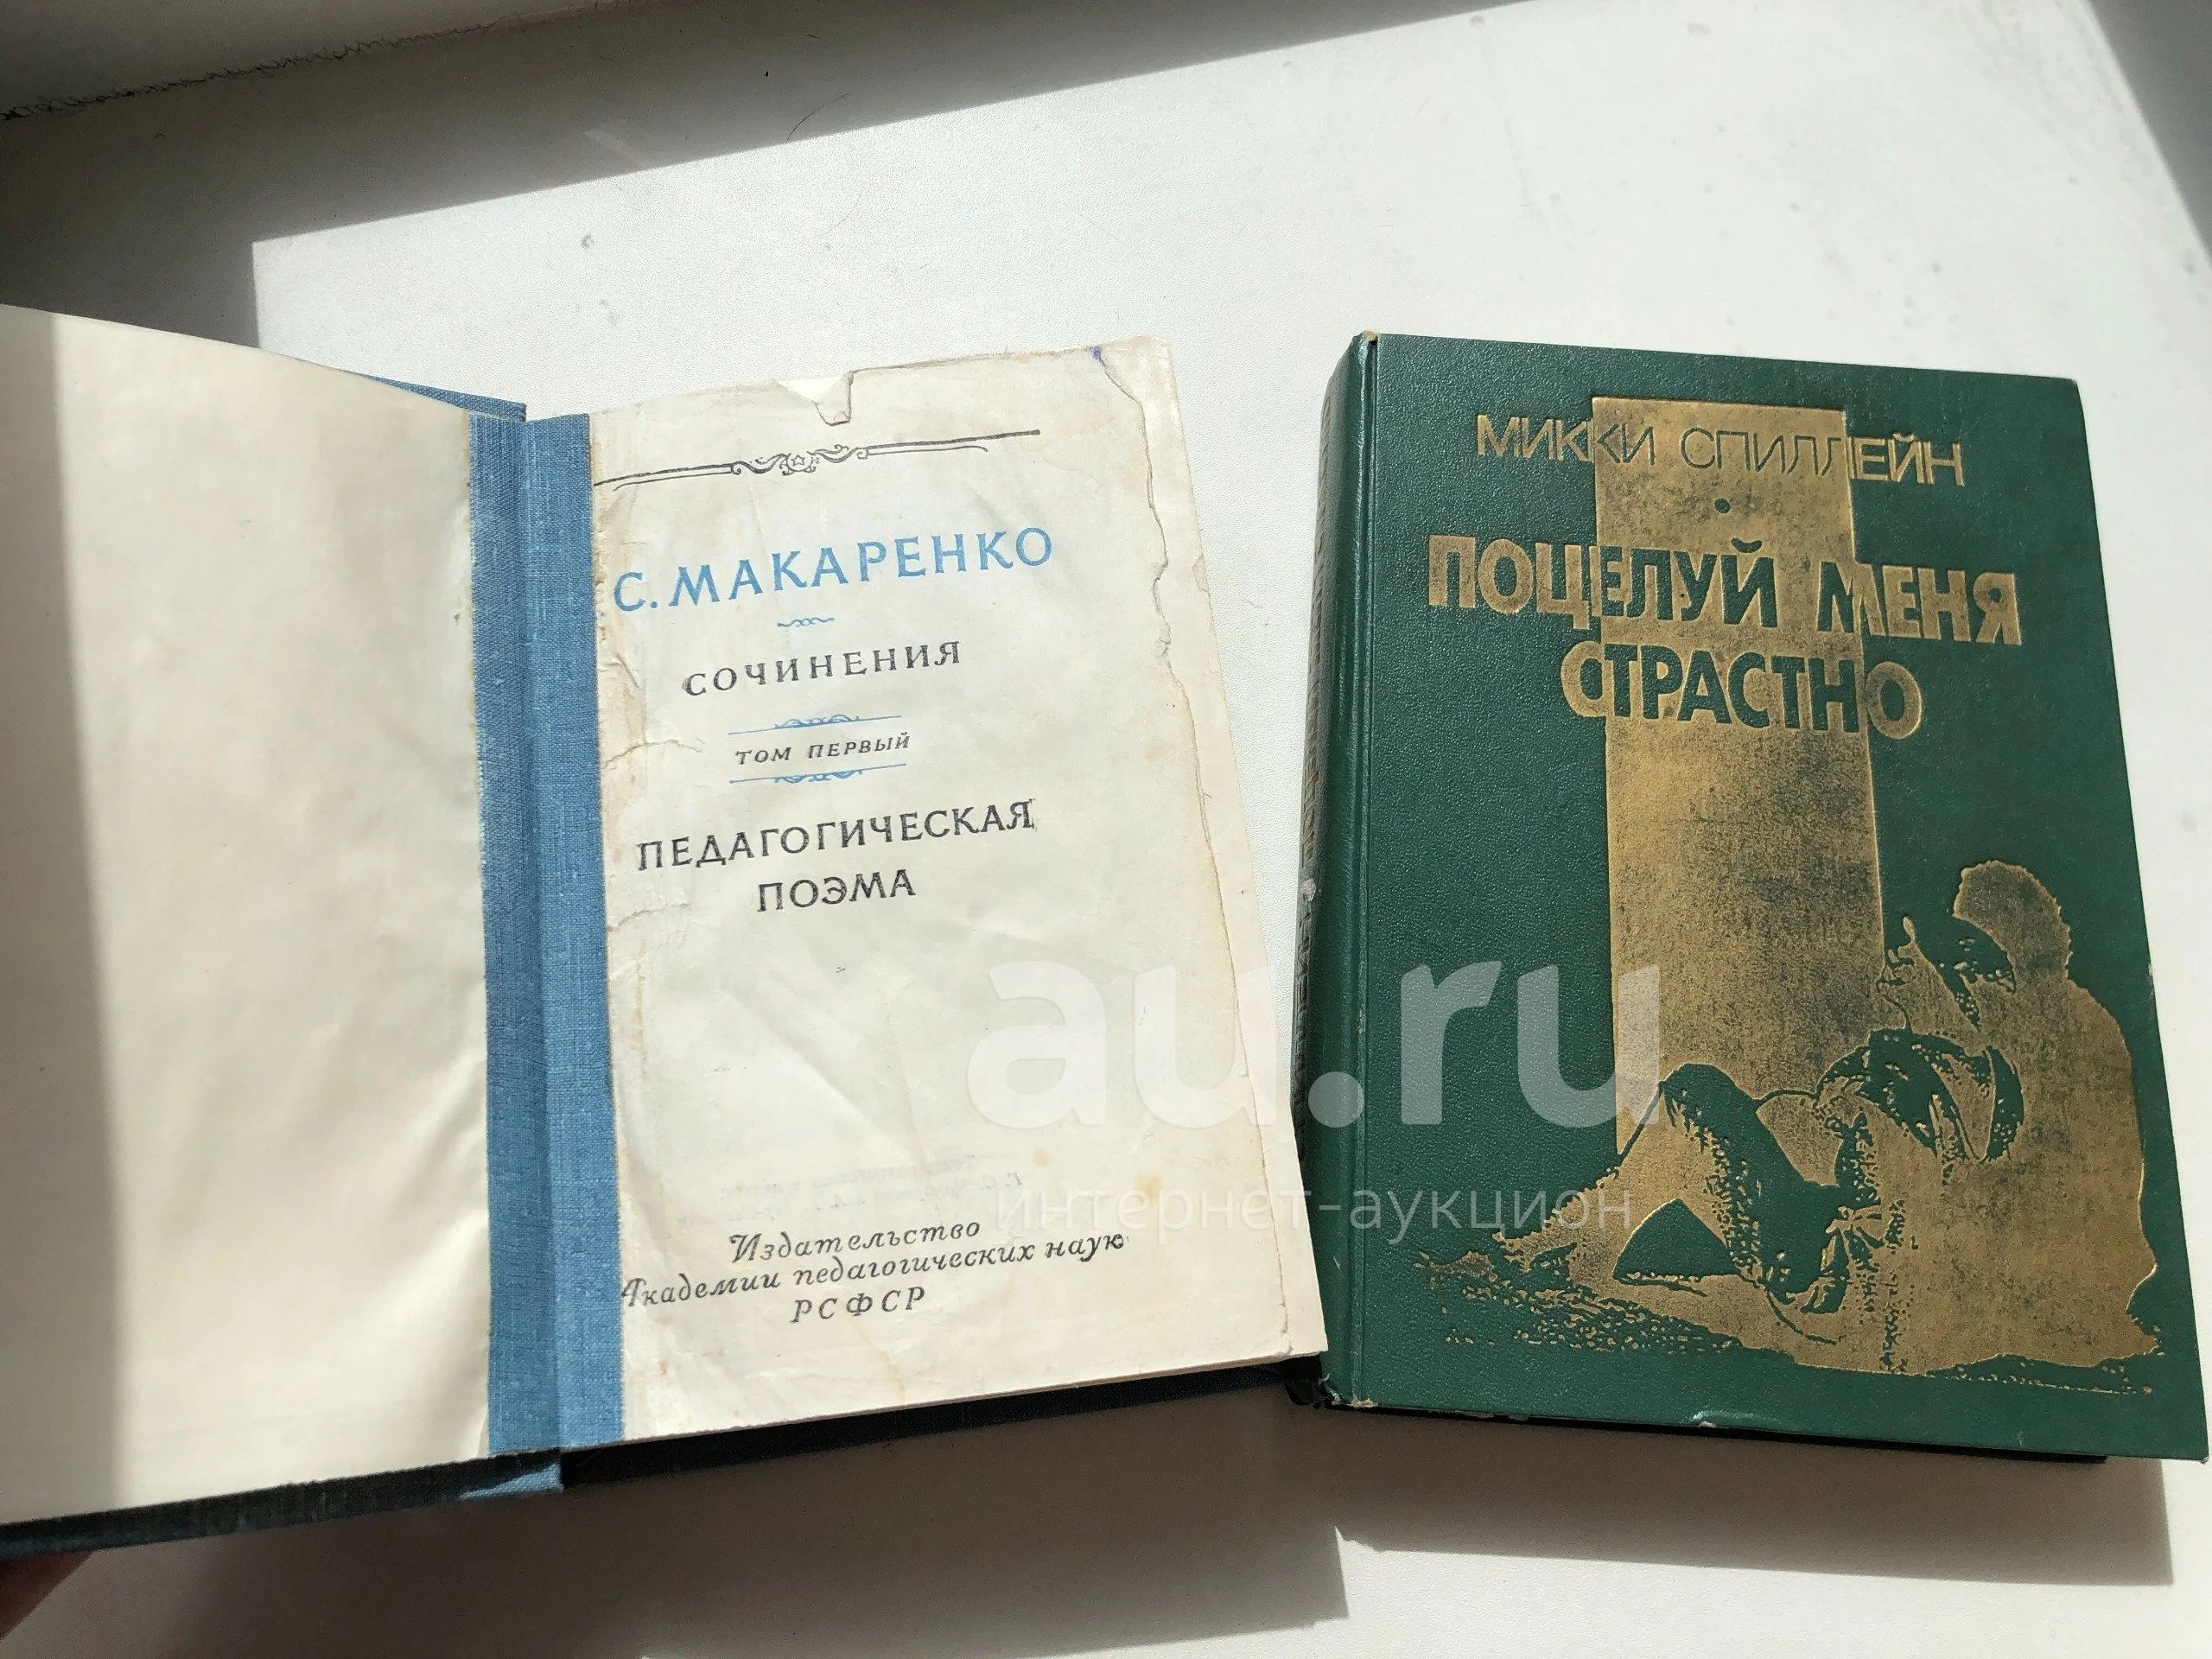 С. МАКАРЕНКО
СОЧИНЕНИЯ
ТОМ ПЕРВЫЙ
ПЕДАГОГИЧЕСКАЯ
ПОЭМА
Издательство
Академии педагогических наук
РСФСР
МИККИ СПИЛЛЕЙН
ПОЦЕЛУЙ МЕНЯ
СТРАСТНО
au.ru
интернет-аукцион